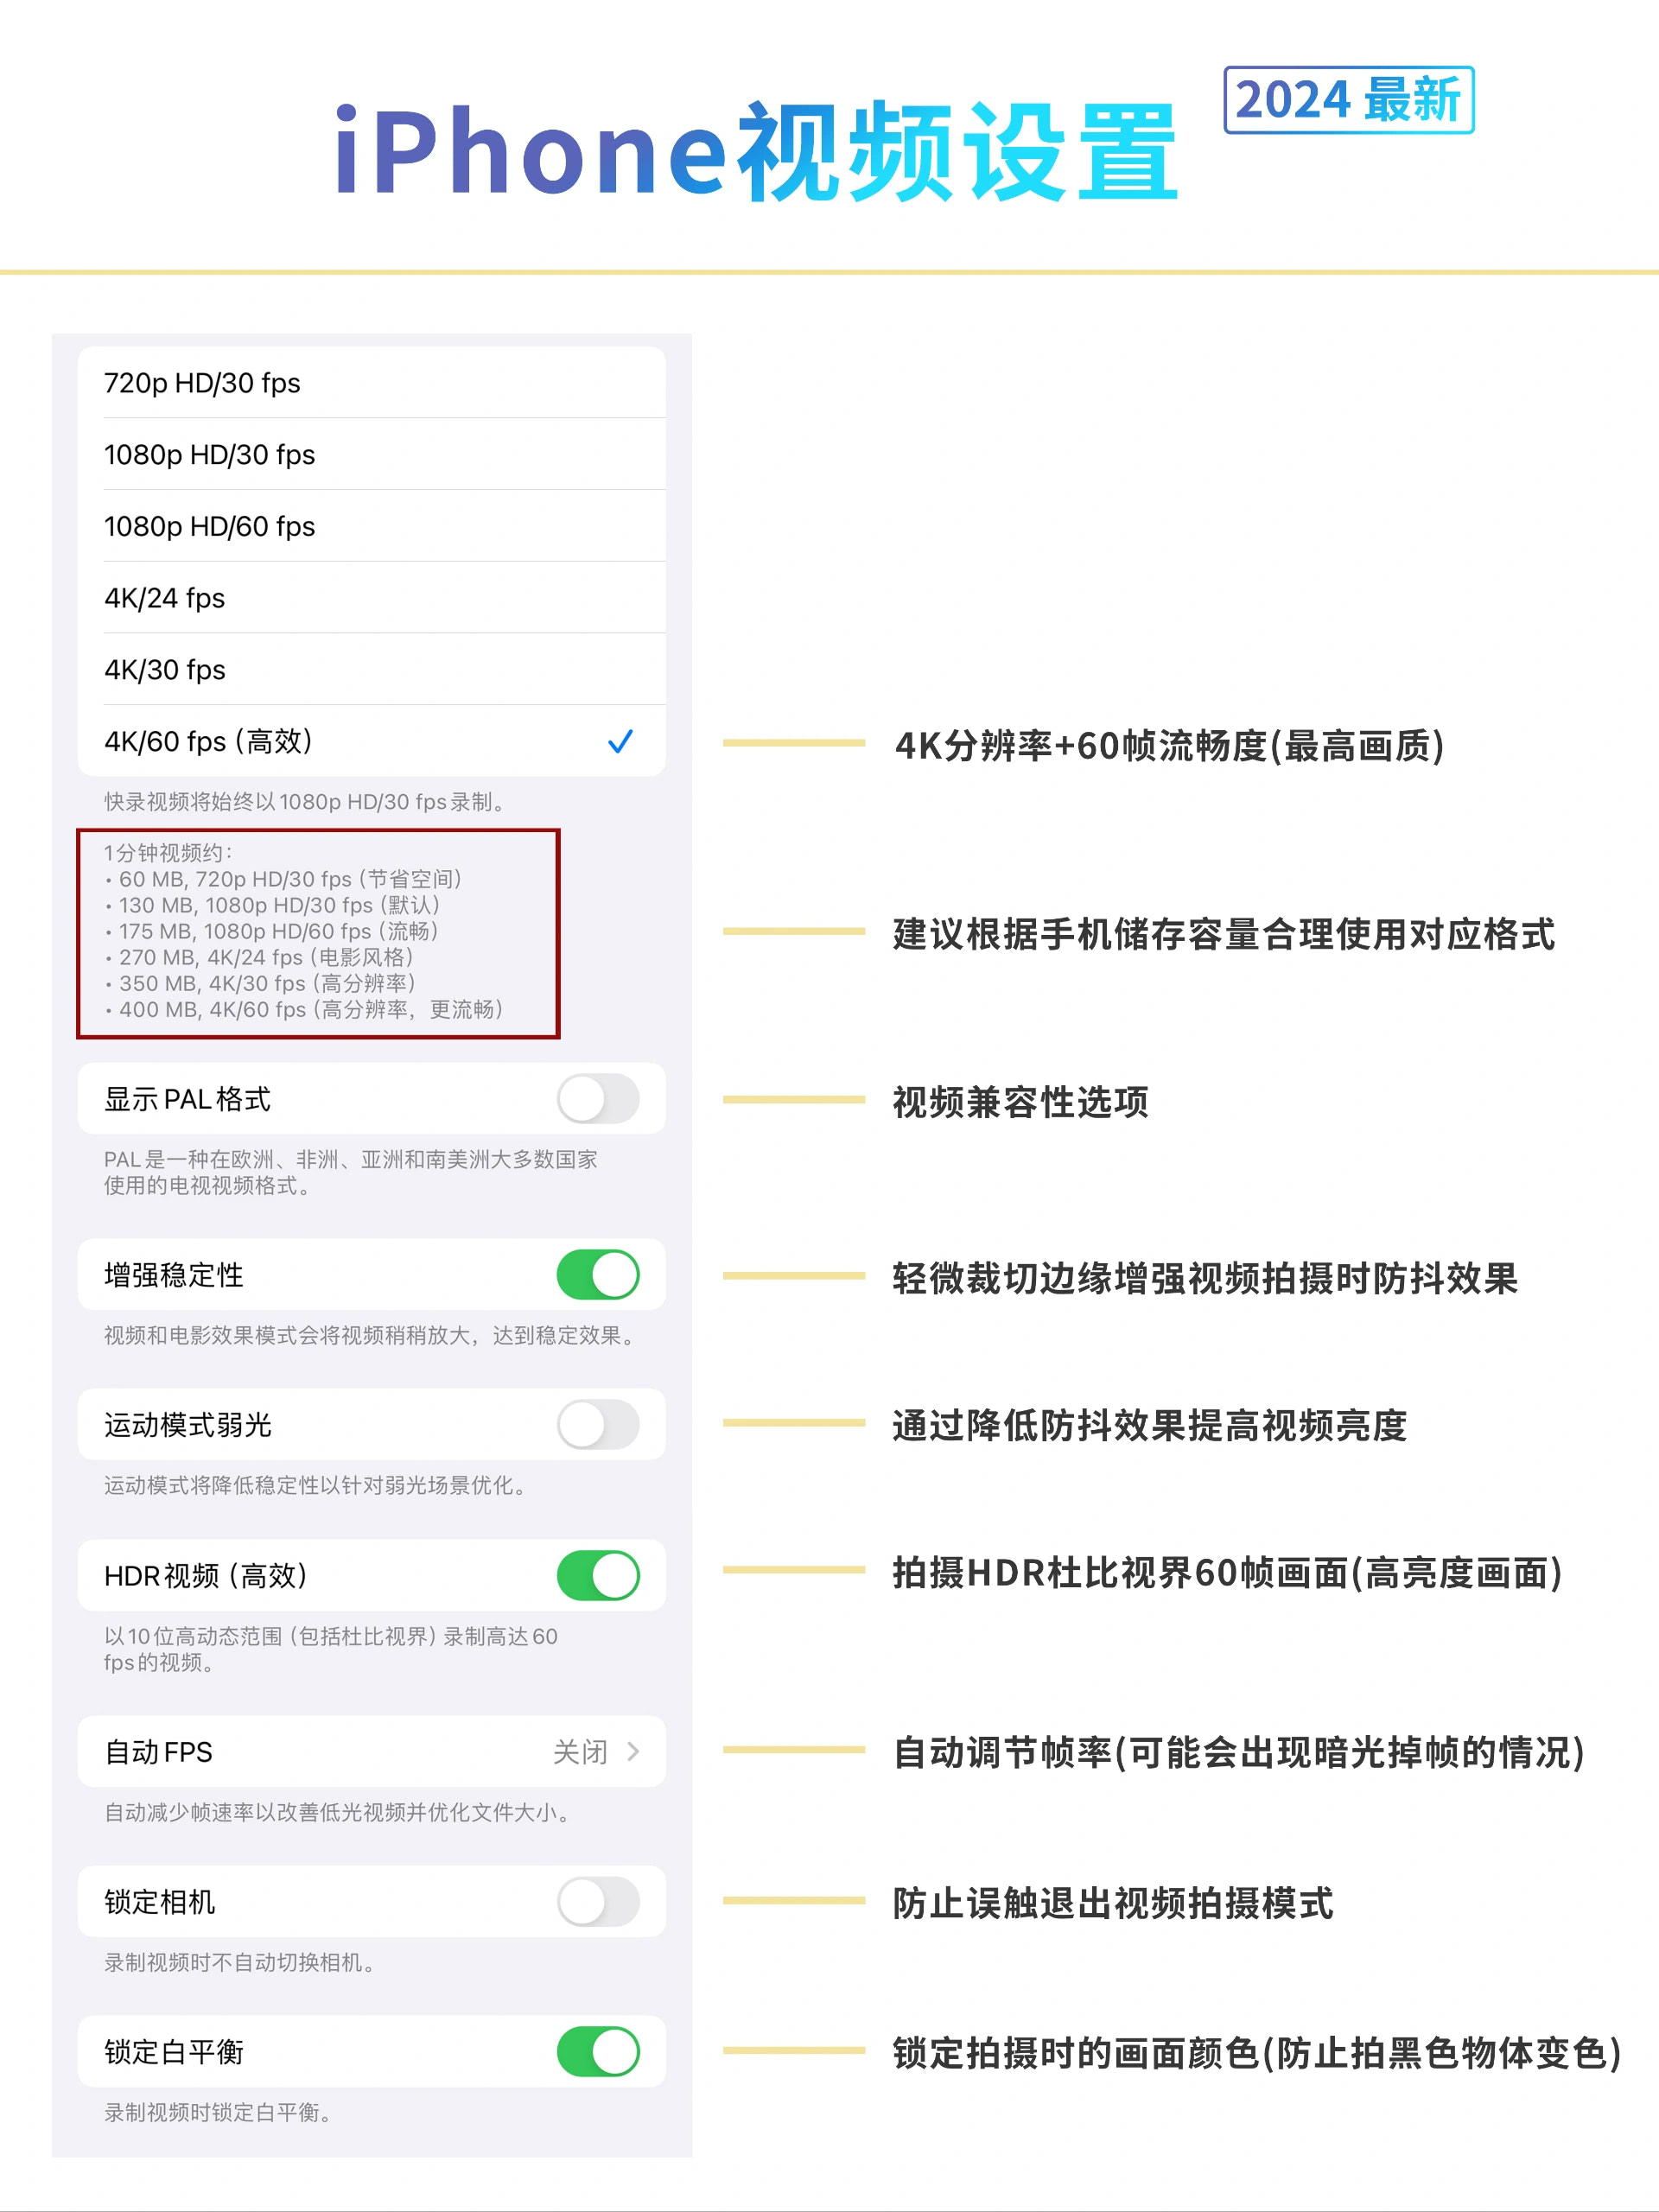 iPhone视频设置
2024 最新
720p HD/30 fps
1080p HD/30 fps
1080p HD/60 fps
4K/24 fps
4K/30 fps
4K/60 fps (高效)
4K分辨率+60帧流畅度(最高画质)
快录视频将始终以1080p HD/30 fps录制。
1分钟视频约:
• 60 MB, 720p HD/30 fps (节省空间)
• 130 MB, 1080p HD/30 fps (默认)
• 175 MB, 1080p HD/60 fps (流畅)
• 270 MB, 4K/24 fps (电影风格)
• 350 MB, 4K/30 fps (高分辨率)
• 400 MB, 4K/60 fps (高分辨率，更流畅)
建议根据手机储存容量合理使用对应格式
显示PAL格式
视频兼容性选项
PAL是一种在欧洲、非洲、亚洲和南美洲大多数国家
使用的电视视频格式。
增强稳定性
轻微裁切边缘增强视频拍摄时防抖效果
视频和电影效果模式会将视频稍稍放大，达到稳定效果。
运动模式弱光
通过降低防抖效果提高视频亮度
运动模式将降低稳定性以针对弱光场景优化。
HDR视频 (高效)
拍摄HDR杜比视界60帧画面(高亮度画面)
以10位高动态范围 (包括杜比视界) 录制高达60
fps的视频。
自动FPS
关闭
自动调节帧率(可能会出现暗光掉帧的情况)
自动减少帧速率以改善低光视频并优化文件大小。
锁定相机
防止误触退出视频拍摄模式
录制视频时不自动切换相机。
锁定白平衡
锁定拍摄时的画面颜色(防止拍黑色物体变色)
录制视频时锁定白平衡。